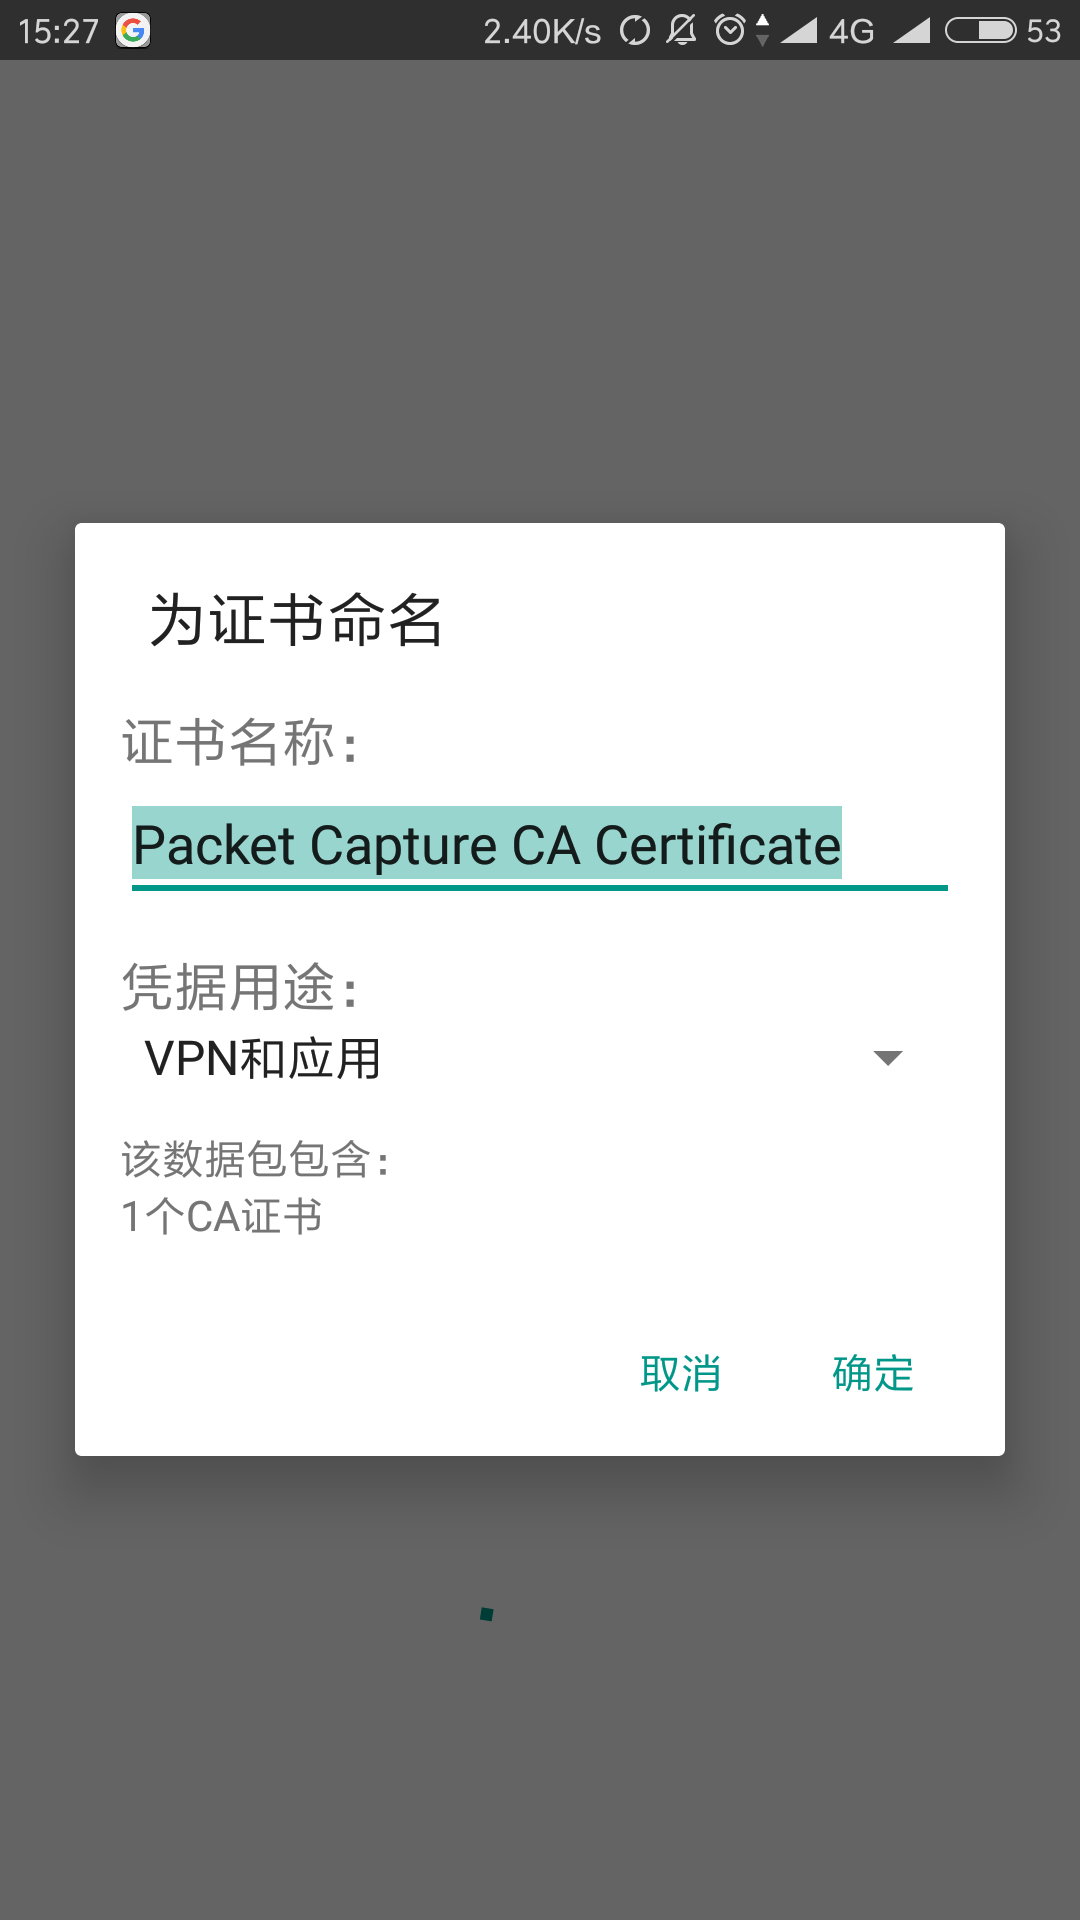 15:27 2.40K/s 4G 53
为证书命名
证书名称：
Packet Capture CA Certificate
凭据用途：
VPN和应用
该数据包包含：
1个CA证书
取消 确定